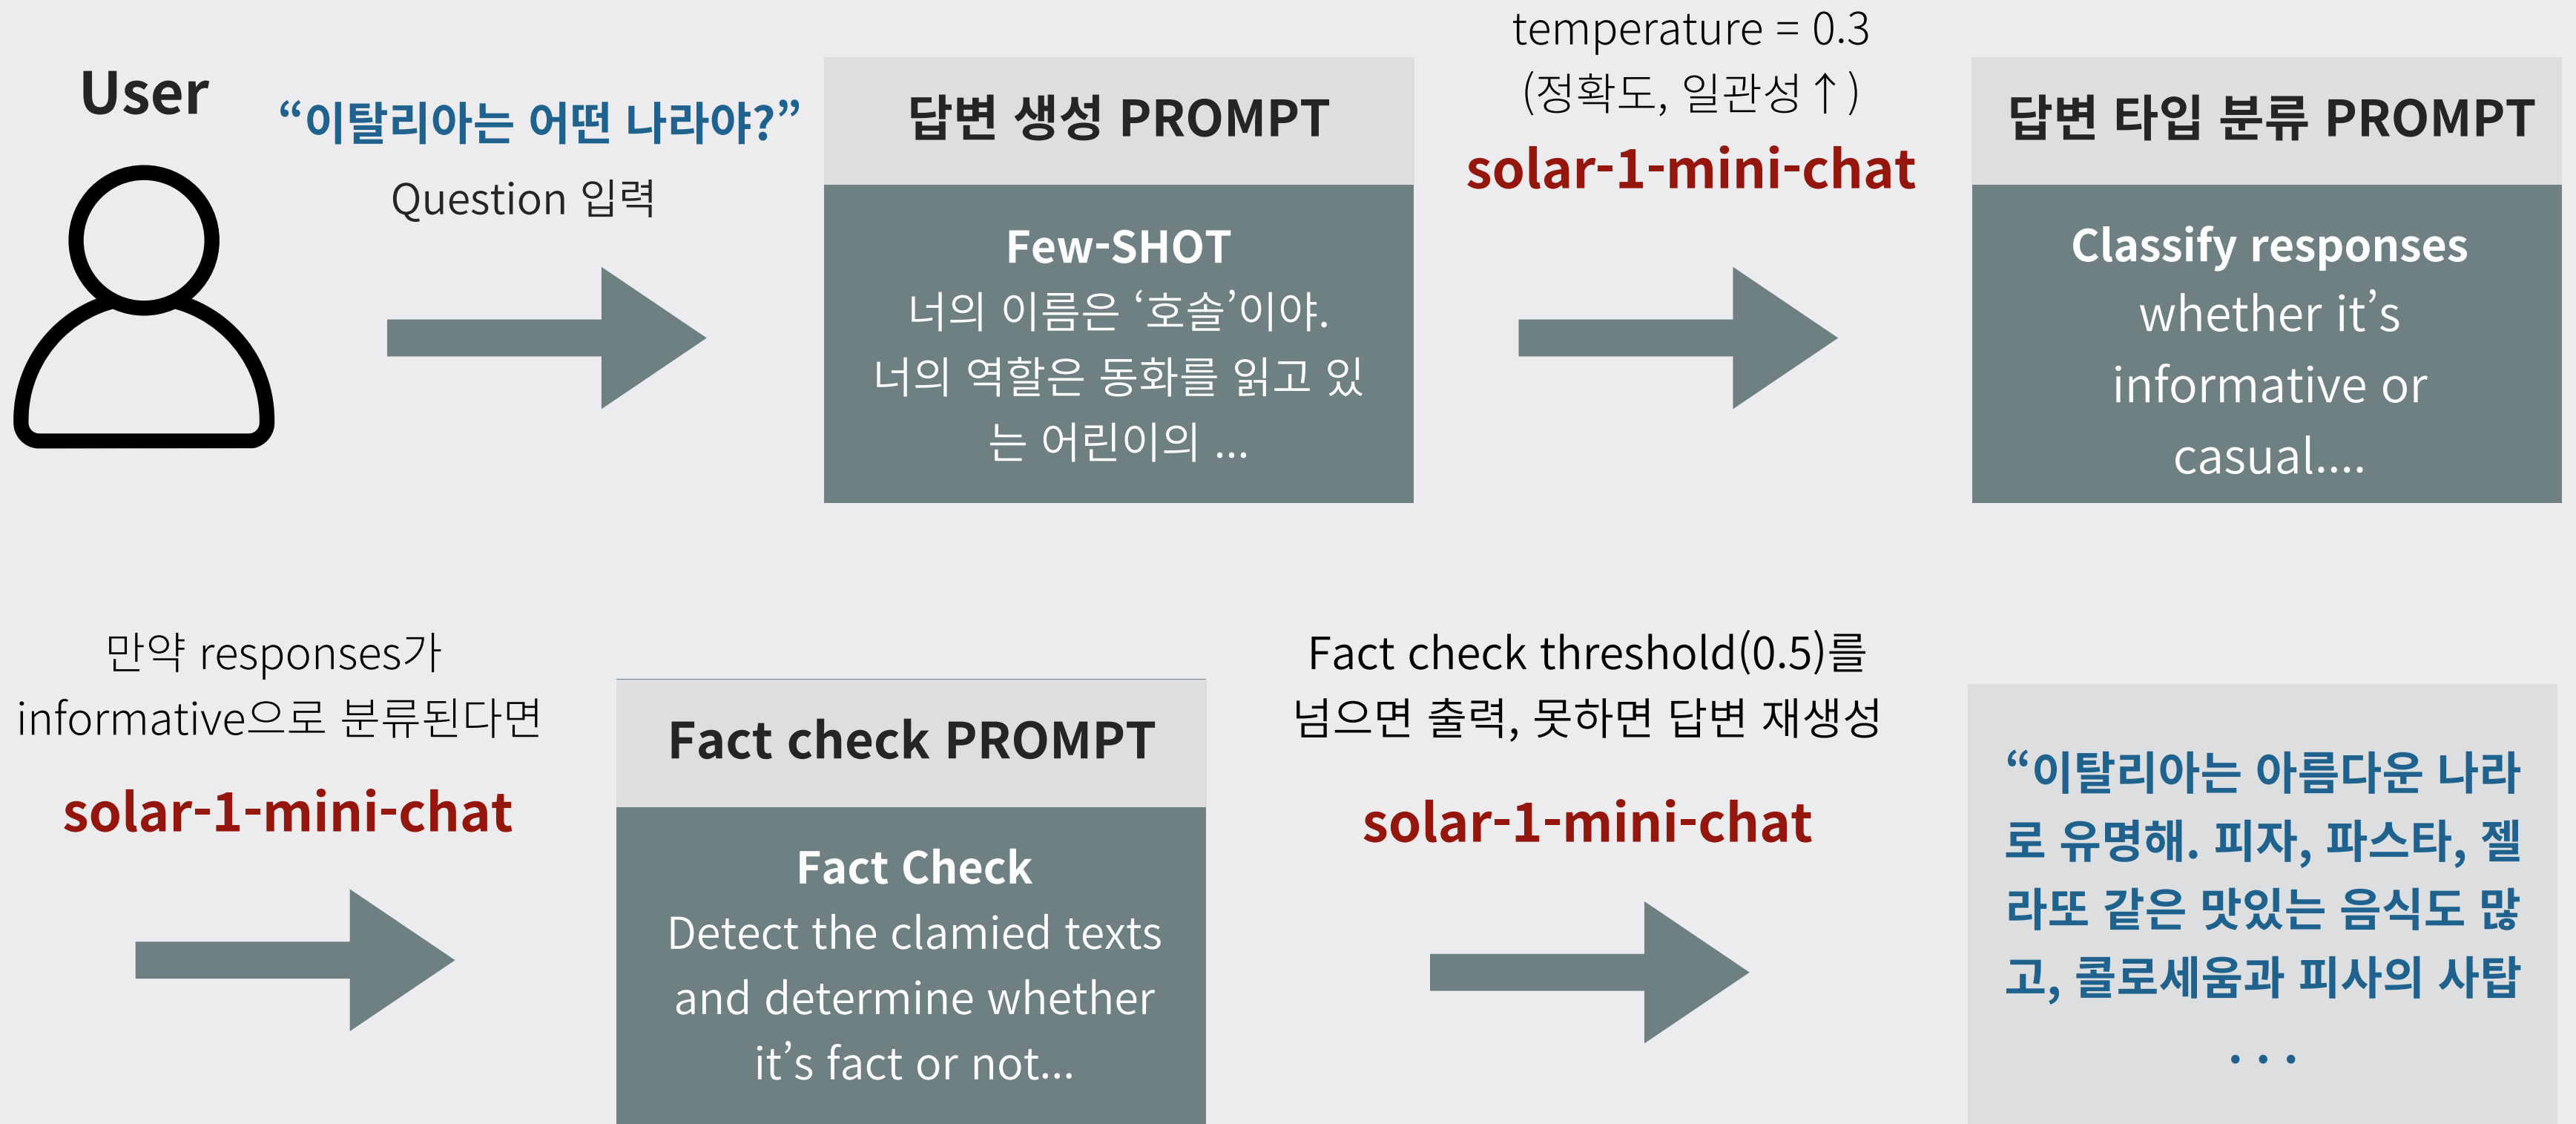 User
“이탈리아는 어떤 나라야?”
Question 입력
답변 생성 PROMPT
Few-SHOT
너의 이름은 ‘호솔’이야.
너의 역할은 동화를 읽고 있
는 어린이의 ...
temperature = 0.3
(정확도, 일관성↑)
solar-1-mini-chat
답변 타입 분류 PROMPT
Classify responses
whether it’s
informative or
casual....
만약 responses가
informative으로 분류된다면
solar-1-mini-chat
Fact check PROMPT
Fact Check
Detect the clamied texts
and determine whether
it’s fact or not...
Fact check threshold(0.5)를
넘으면 출력, 못하면 답변 재생성
solar-1-mini-chat
“이탈리아는 아름다운 나라
로 유명해. 피자, 파스타, 젤
라또 같은 맛있는 음식도 많
고, 콜로세움과 피사의 사탑
...